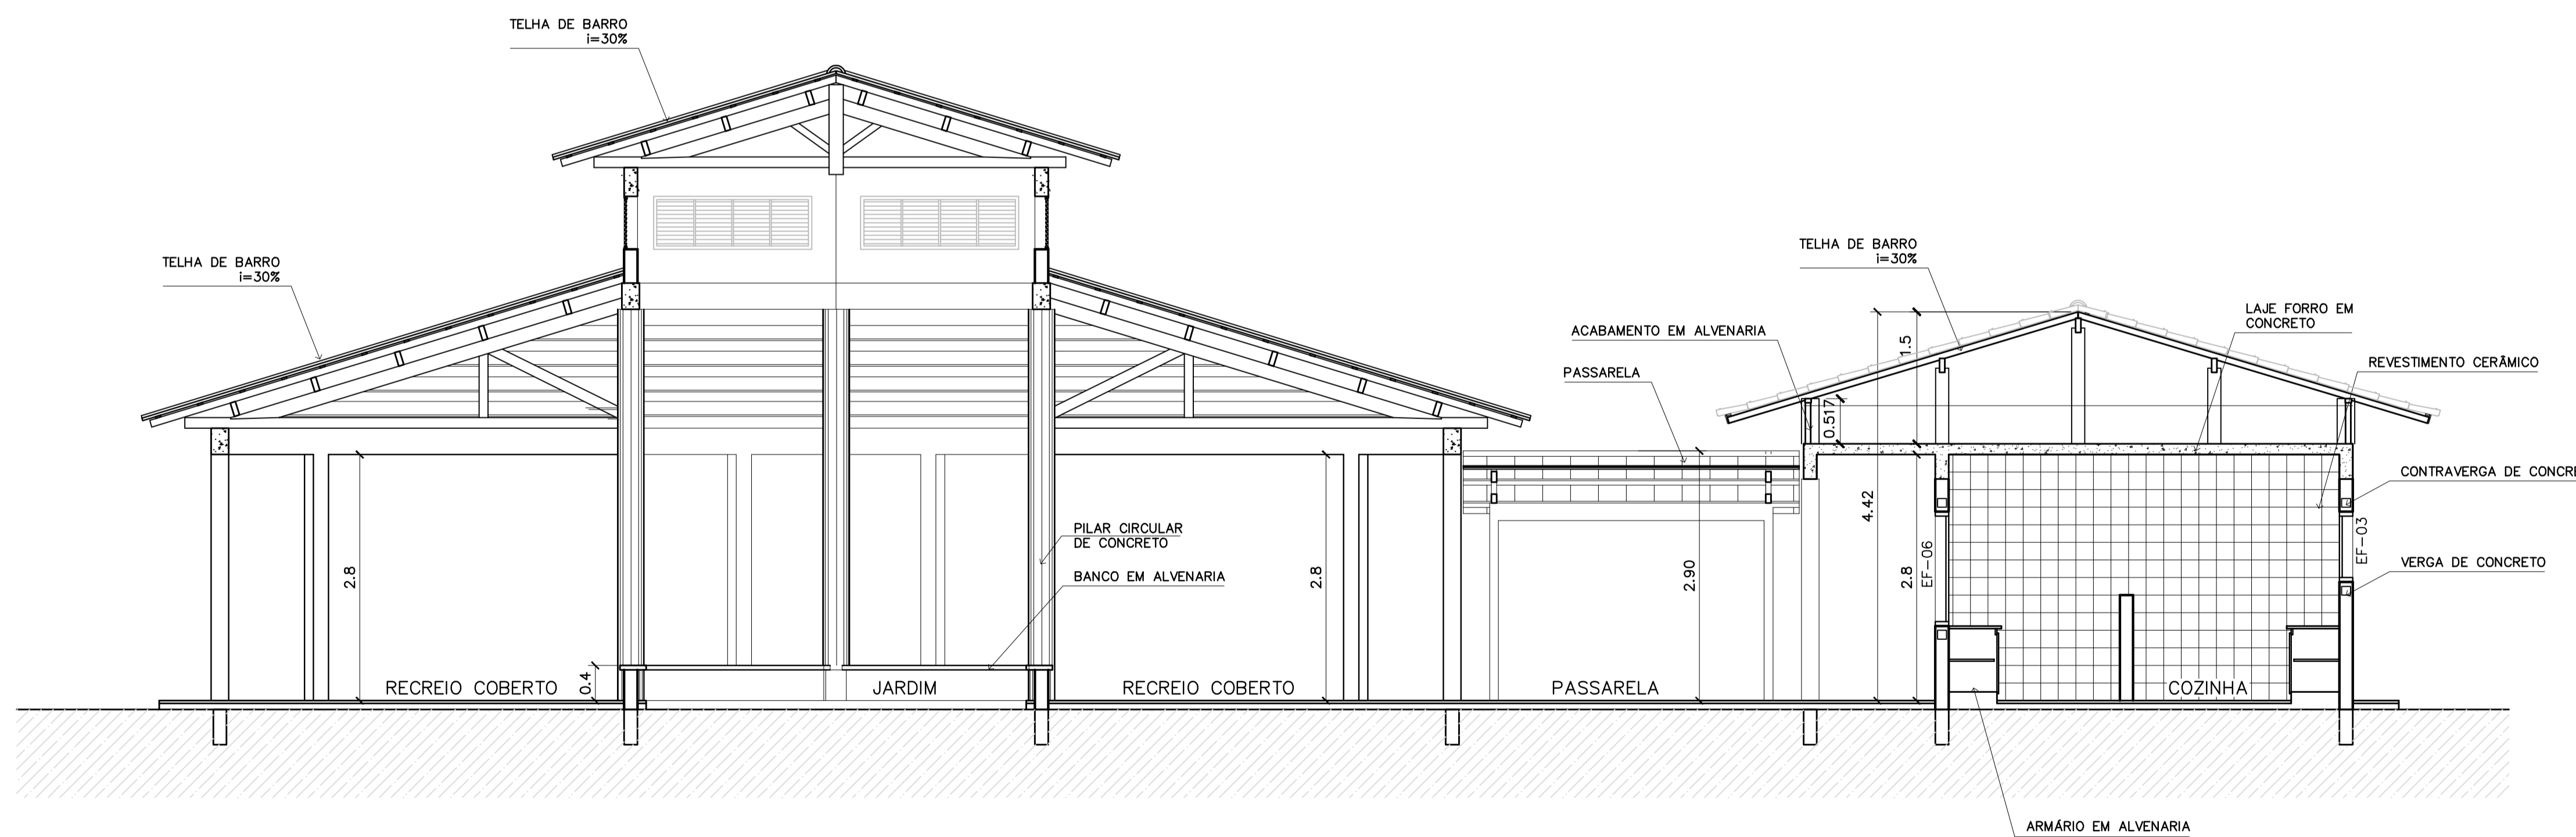 TELHA DE BARRO
i=30%
TELHA DE BARRO
i=30%
TELHA DE BARRO
i=30%
LAJE FORRO EM
CONCRETO
ACABAMENTO EM ALVENARIA
1.5
REVESTIMENTO CERÂMICO
PASSARELA
0.517
CONTRAVERGA DE CONCRE
4.42
PILAR CIRCULAR
DE CONCRETO
EF-03
EF-06
VERGA DE CONCRETO
2.8
2.8
2.90
2.8
BANCO EM ALVENARIA
0.4
RECREIO COBERTO
JARDIM
RECREIO COBERTO
PASSARELA
COZINHA
ARMÁRIO EM ALVENARIA